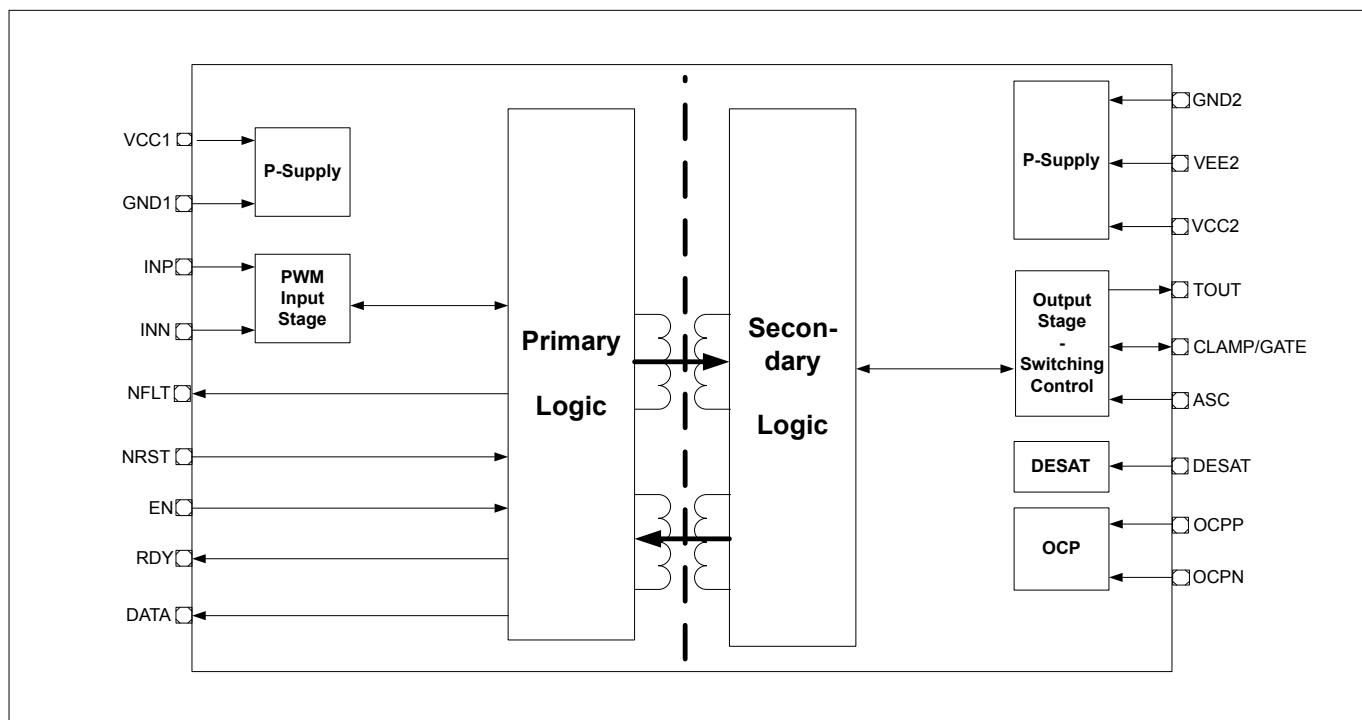 VCC1
GND1
INP
INN
NFLT
NRST
EN
RDY
DATA
P-Supply
PWM
Input
Stage
Primary
Logic
Secon-
dary
Logic
P-Supply
Output
Stage
-
Switching
Control
DESAT
OCP
GND2
VEE2
VCC2
TOUT
CLAMP/GATE
ASC
DESAT
OCPP
OCPN